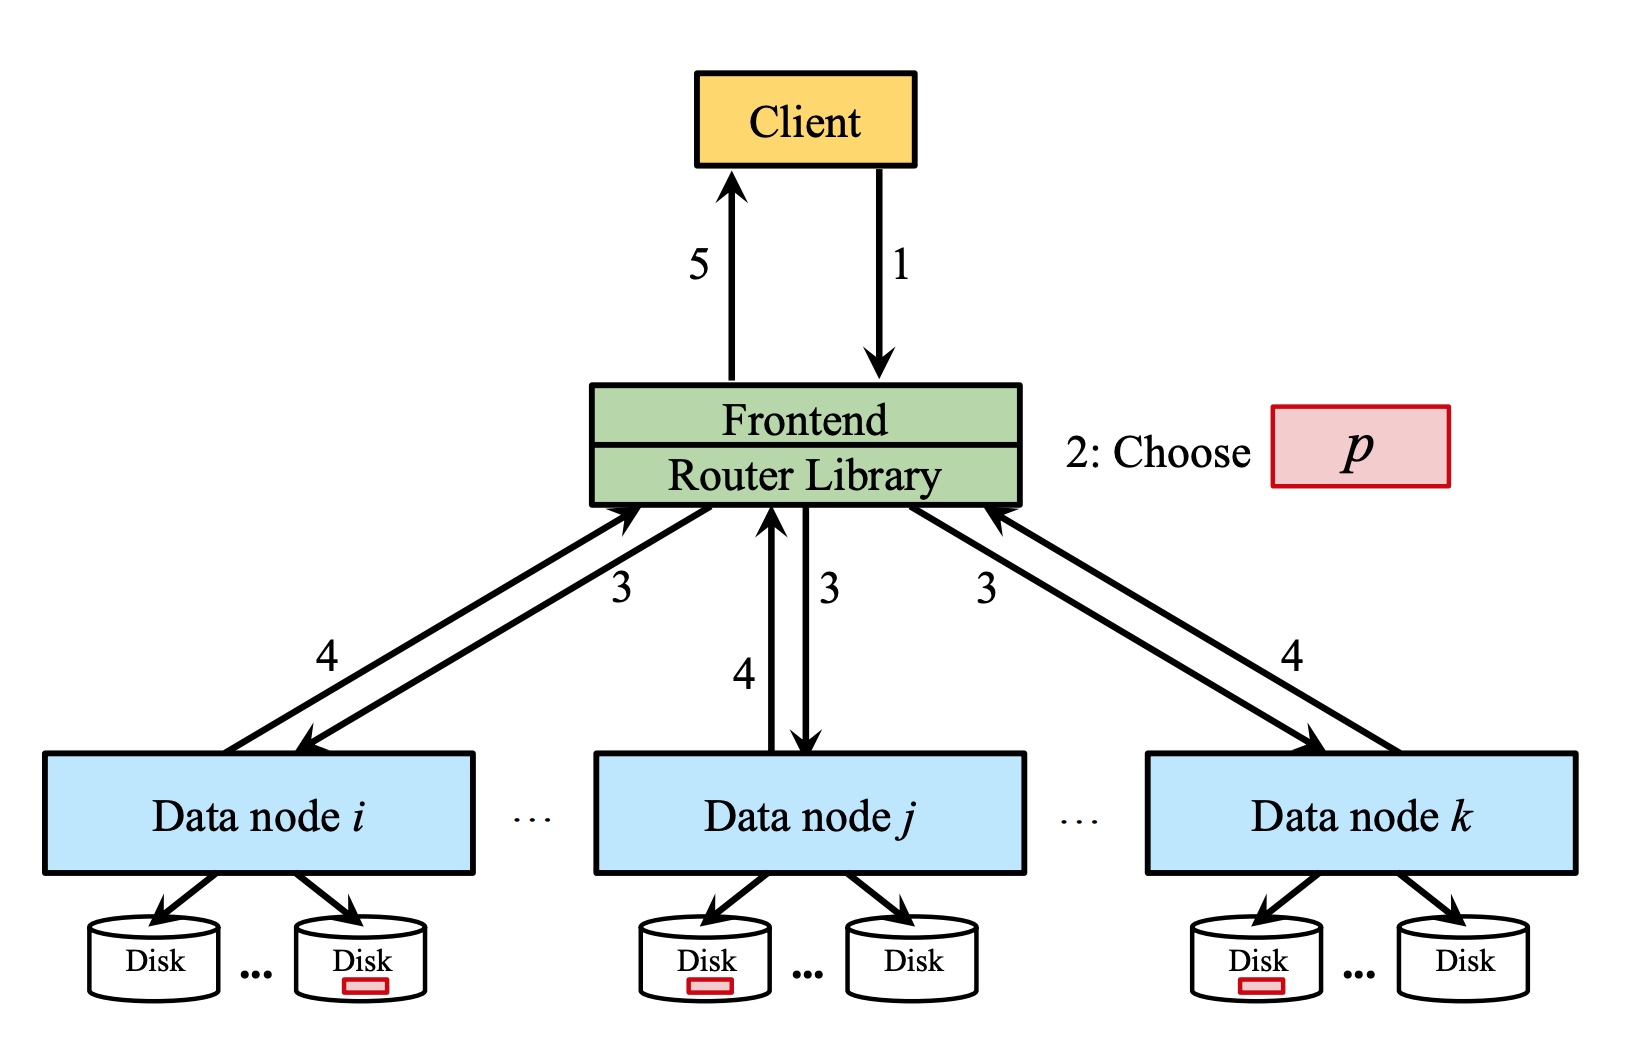 Client
5
1
Frontend
Router Library
2: Choose p
3
3
3
4
4
4
Data node i
...
Data node j
...
Data node k
Disk
...
Disk
Disk
...
Disk
Disk
...
Disk